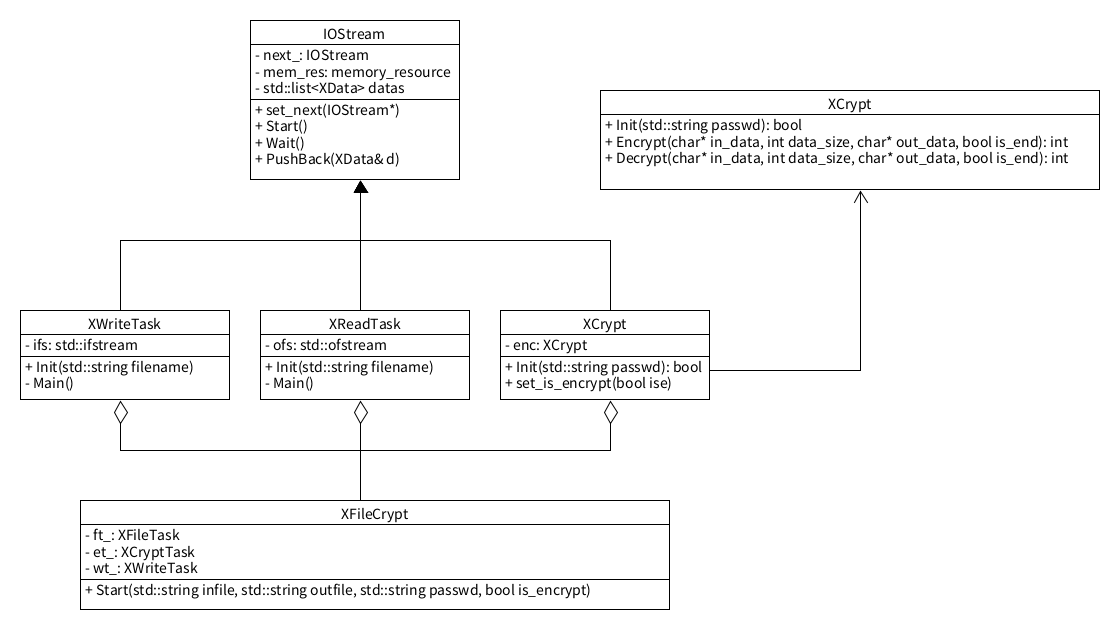 IOStream
- next_: IOStream
- mem_res: memory_resource
- std::list<XData> datas
+ set_next(IOStream*)
+ Start()
+ Wait()
+ PushBack(XData& d)
XCrypt
+ Init(std::string passwd): bool
+ Encrypt(char* in_data, int data_size, char* out_data, bool is_end): int
+ Decrypt(char* in_data, int data_size, char* out_data, bool is_end): int
XWriteTask
- ifs: std::ifstream
+ Init(std::string filename)
- Main()
XReadTask
- ofs: std::ofstream
+ Init(std::string filename)
- Main()
XCrypt
- enc: XCrypt
+ Init(std::string passwd): bool
+ set_is_encrypt(bool ise)
XFileCrypt
- ft_: XFileTask
- et_: XCryptTask
- wt_: XWriteTask
+ Start(std::string infile, std::string outfile, std::string passwd, bool is_encrypt)